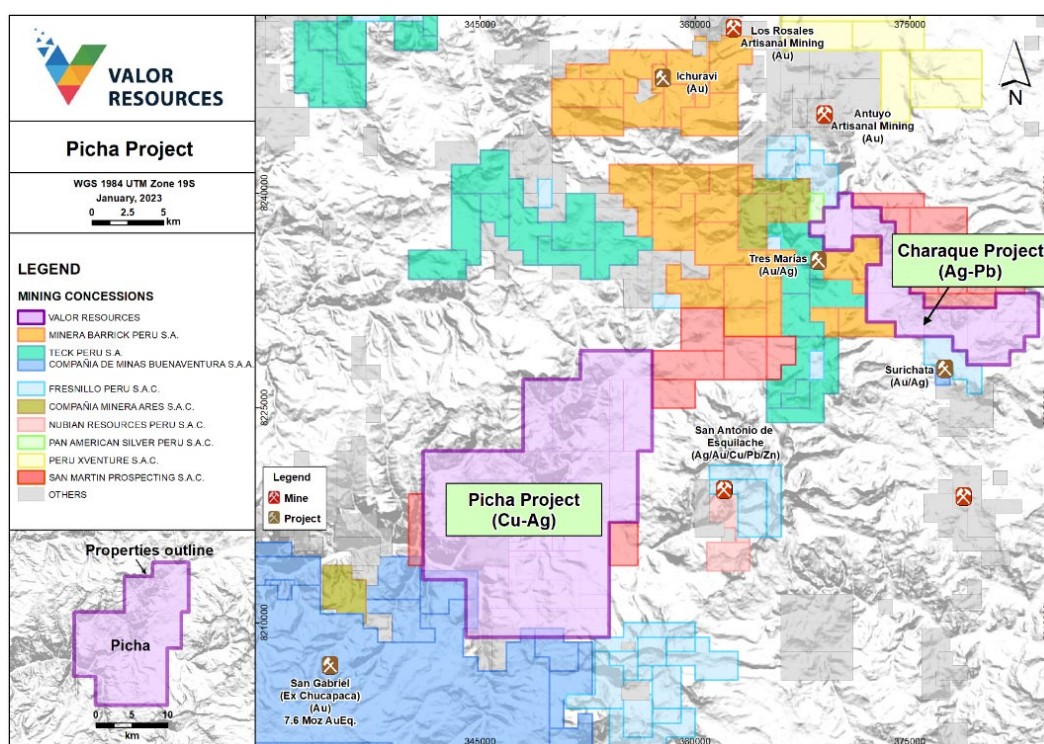 VALOR
RESOURCES
Picha Project
WGS 1984 UTM Zone 19S
January, 2023
0 2.5 5
km
LEGEND
MINING CONCESSIONS
VALOR RESOURCES
MINERA BARRICK PERU S.A.
TECK PERU S.A.
COMPAÑIA DE MINAS BUENAVENTURA S.A.A.
FRESNILLO PERU S.A.C.
COMPAÑIA MINERA ARES S.A.C.
NUBIAN RESOURCES PERU S.A.C.
PAN AMERICAN SILVER PERU S.A.C.
PERU XVENTURE S.A.C.
SAN MARTIN PROSPECTING S.A.C.
OTHERS
Properties outline
Picha
0 5 10
km
345000
360000
375000
Los Rosales
Artisanal Mining
(Au)
Ichuravi
(Au)
Antuyo
Artisanal Mining
(Au)
N
8240000
Tres Marías
(Au/Ag)
Charaque Project
(Ag-Pb)
Surichata
(Au/Ag)
8225000
San Antonio de
Esquilache
(Ag/Au/Cu/Pb/Zn)
Legend
Mine
Project
Picha Project
(Cu-Ag)
8210000
San Gabriel
(Ex Chucapaca)
(Au)
7.6 Moz AuEq.
345000
360000
375000